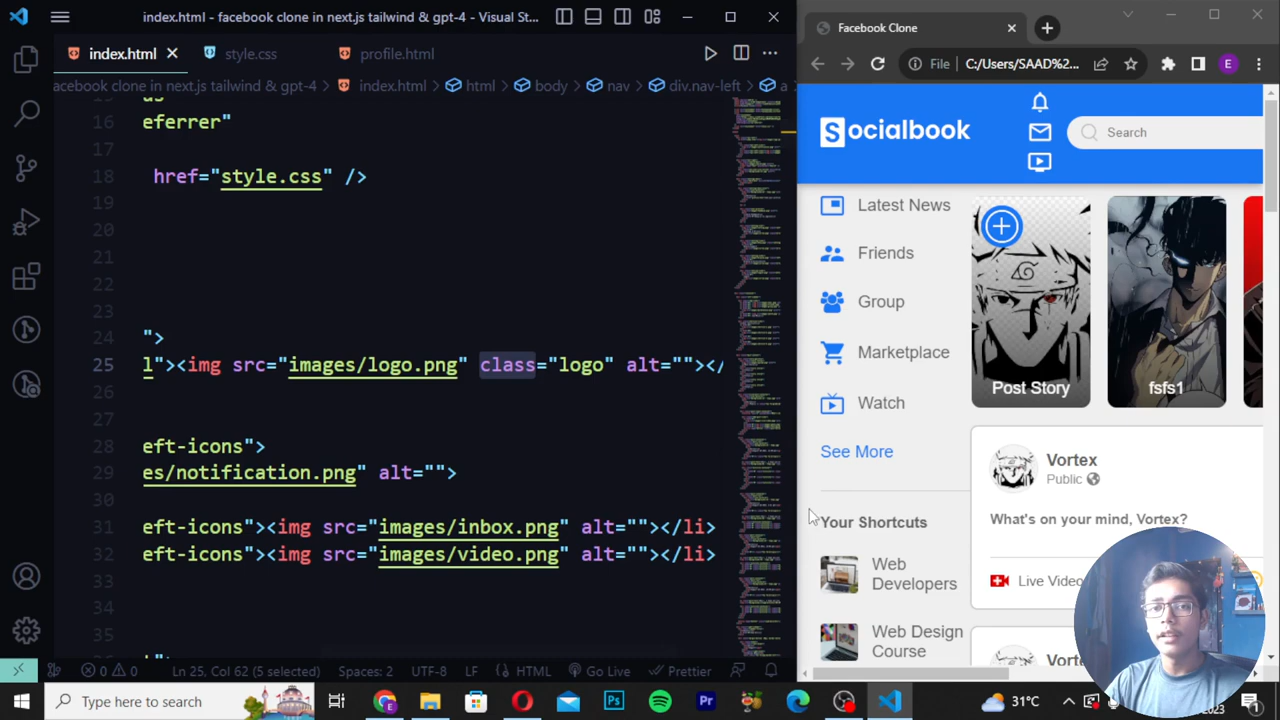 index.html - facebook clone in next.js tailwind & gpt-4 - Visual St...
index.html
style.css
profile.html
facebook clone in next.js tailwind & gpt-4 > index.html > html > body > nav > div.nav-left > a
16 eferrer"
17
18 href="style.css" />
19
20
21
22
23
24 ">
25 l"><img src="images/logo.png" class="logo" alt=""></
26
27
28 eft-icons">
29 s/notification.png" alt="">
30
31 eft-icons"><img src="images/inbox.png" alt=""></li>
32 eft-icons"><img src="images/video.png" alt=""></li>
33
34
35
0 0
Ln 25, Col 62 (5 selected)
Spaces: 2
UTF-8
LF
HTML
Go Live
Prettier
Facebook Clone
File
C:/Users/SAAD%2...
E
Socialbook
Search
Latest News
Friends
Group
Marketplace
Watch
See More
Post Story
fsfs
Your Shortcuts
Web
Developers
Web Design
Course
Vortex
Public
What's on your mind, Vortex?
Live Video
Type here to search
31°C
2023